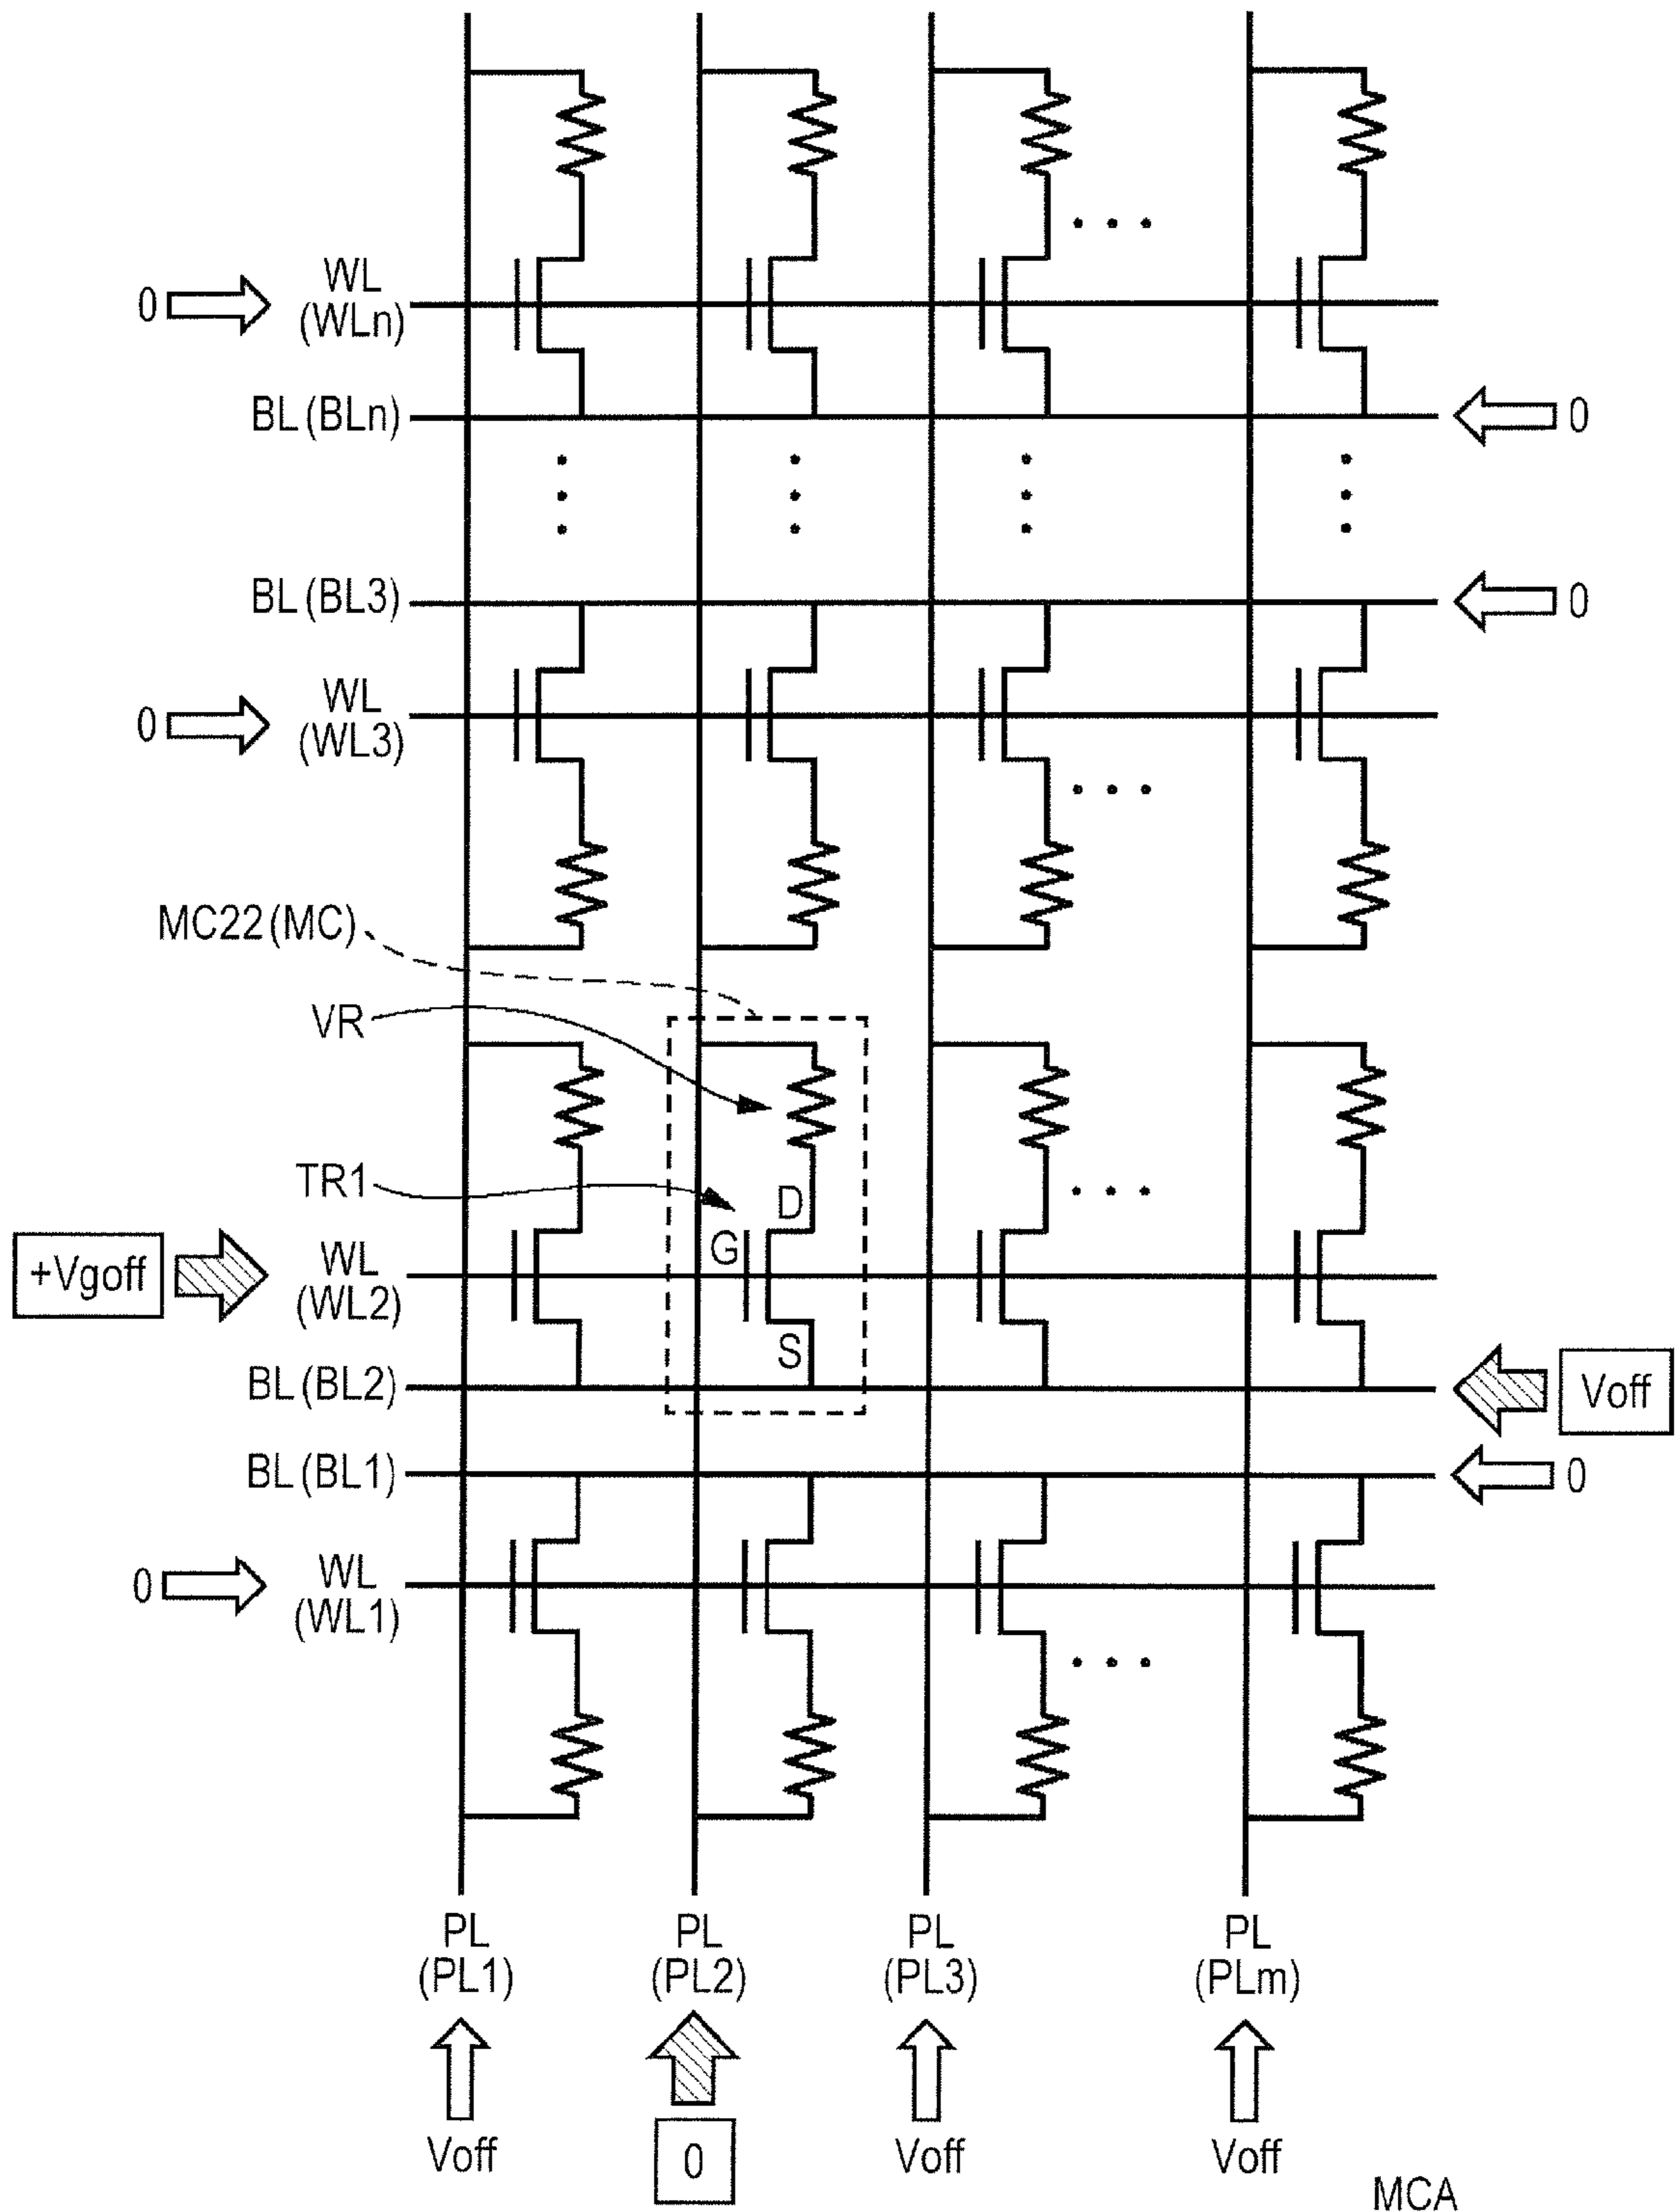 WL
(WLn)
0
BL(BLn)
0
BL(BL3)
0
WL
(WL3)
0
MC22(MC)
VR
TR1
D
G
S
+Vgoff
WL
(WL2)
BL(BL2)
Voff
BL(BL1)
0
0
WL
(WL1)
PL
(PL1)
PL
(PL2)
PL
(PL3)
PL
(PLm)
Voff
0
Voff
Voff
MCA